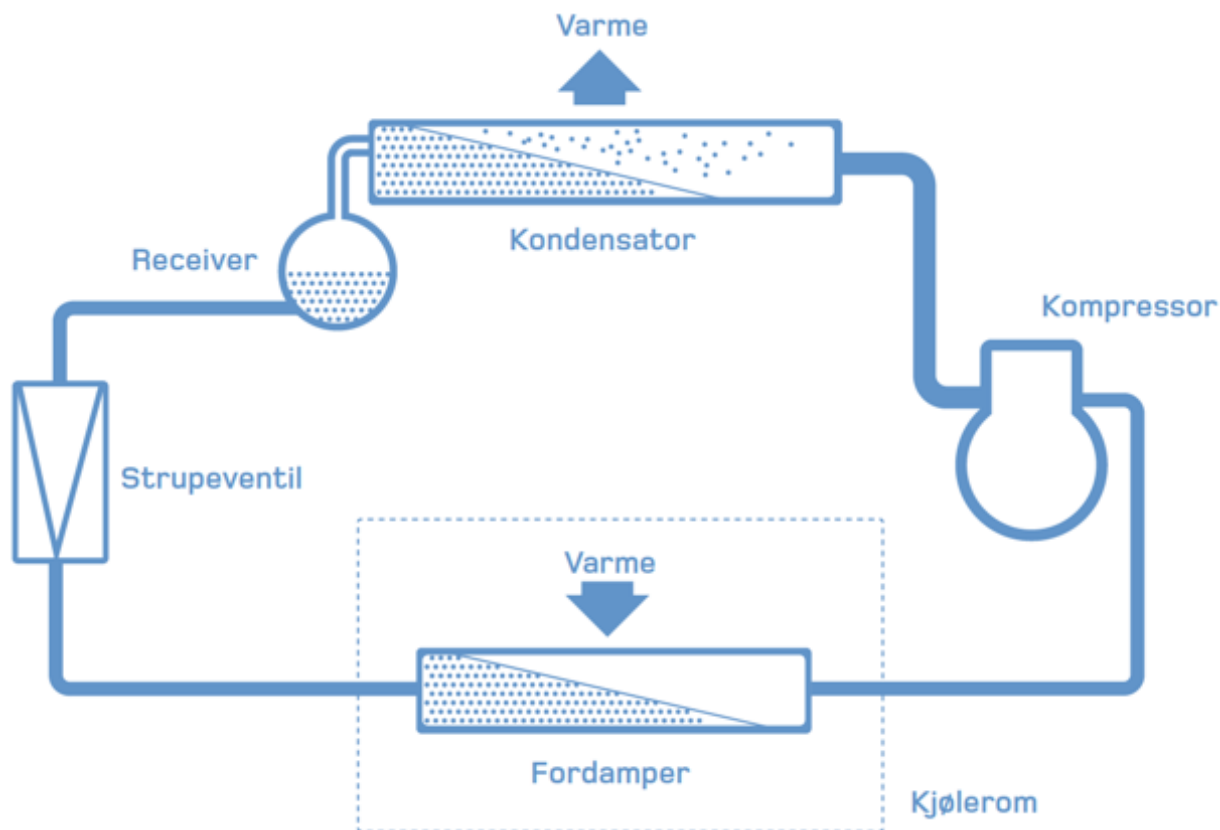 Varme
Kondensator
Receiver
Kompressor
Strupeventil
Varme
Fordamper
Kjølerom